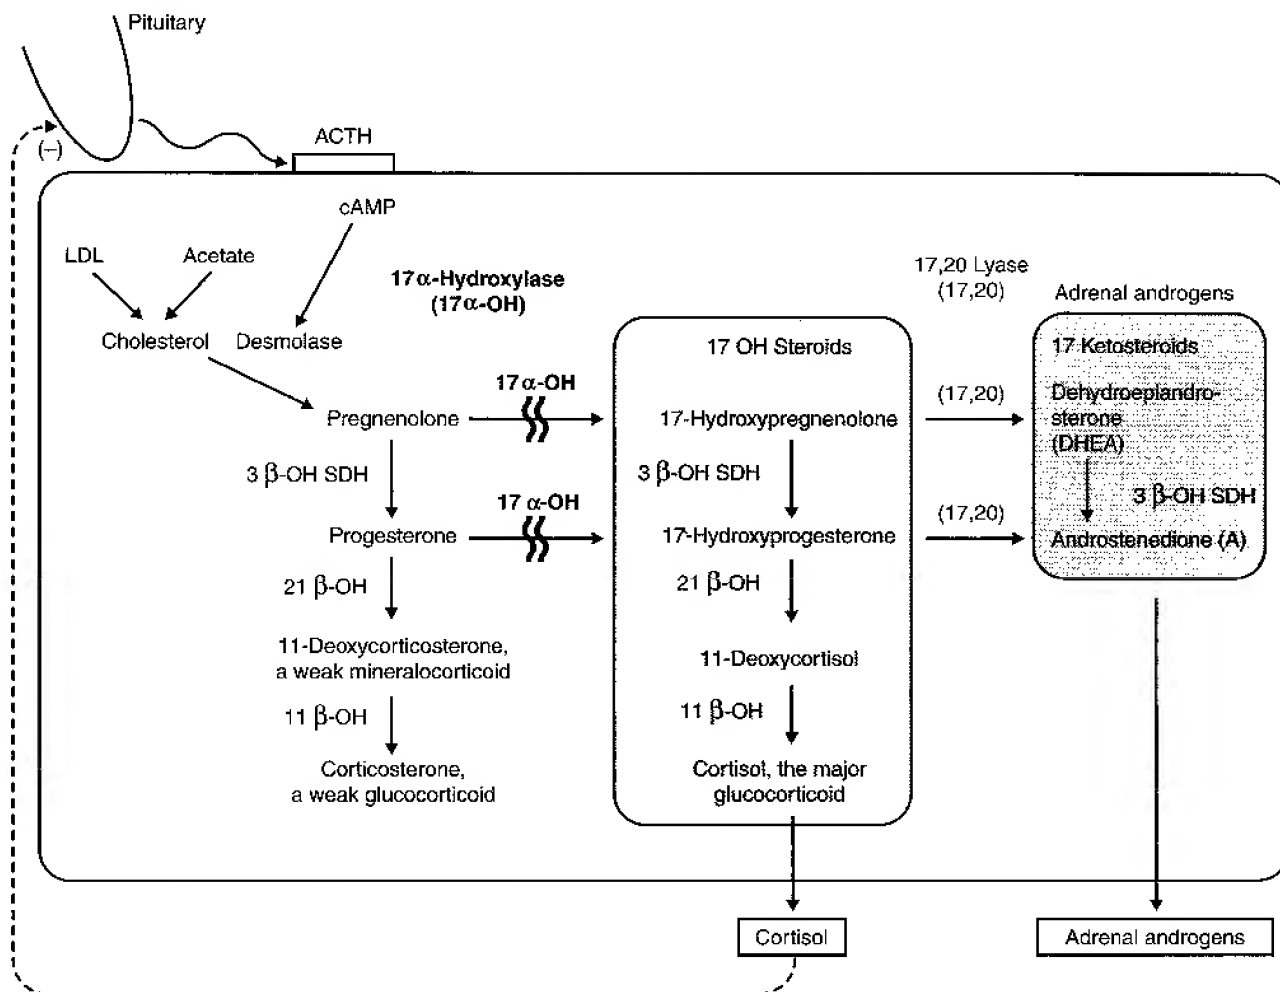 Pituitary
(–)
ACTH
cAMP
LDL
Acetate
17α-Hydroxylase
(17α-OH)
17,20 Lyase
(17,20)
Adrenal androgens
Cholesterol
Desmolase
17 OH Steroids
17 Ketosteroids
17α-OH
Pregnenolone
17-Hydroxypregnenolone
(17,20)
Dehydroeplandro-
sterone
(DHEA)
3 β-OH SDH
3 β-OH SDH
3 β-OH SDH
17 α-OH
Progesterone
17-Hydroxyprogesterone
(17,20)
Androstenedione (A)
21 β-OH
21 β-OH
11-Deoxycorticosterone,
a weak mineralocorticoid
11-Deoxycortisol
11 β-OH
11 β-OH
Corticosterone,
a weak glucocorticoid
Cortisol, the major
glucocorticoid
Cortisol
Adrenal androgens